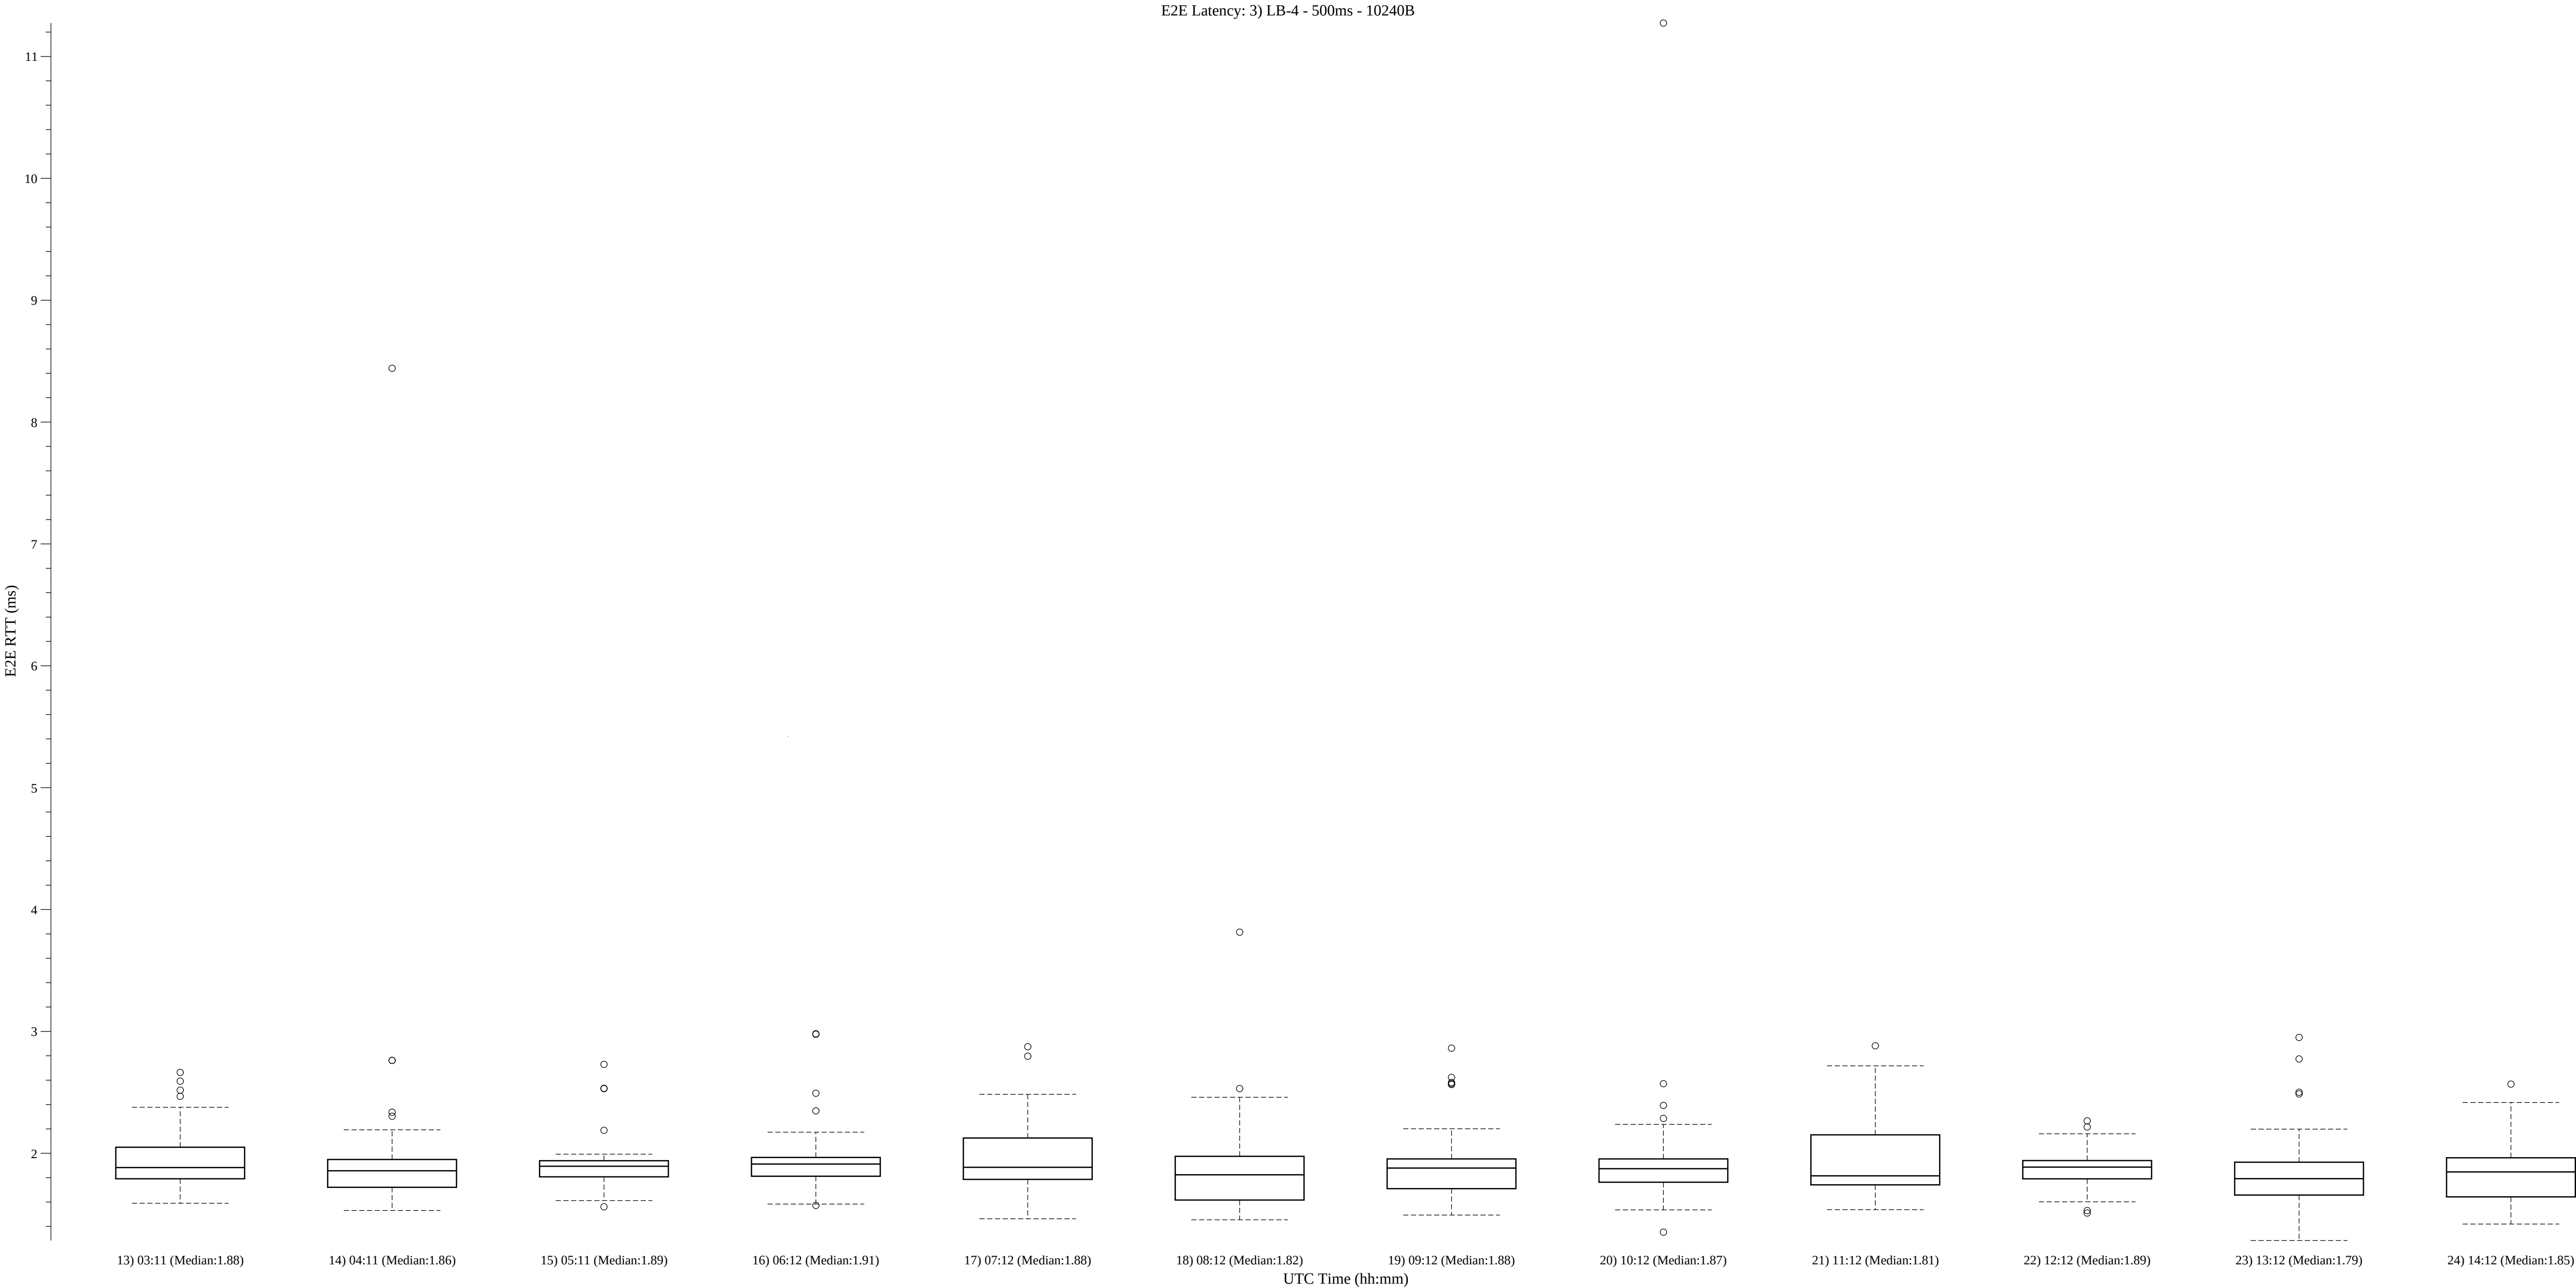 E2E Latency: 3) LB-4 - 500ms - 10240B
11
10
9
8
7
6
5
4
3
2
E2E RTT (ms)
13) 03:11 (Median:1.88)
14) 04:11 (Median:1.86)
15) 05:11 (Median:1.89)
16) 06:12 (Median:1.91)
17) 07:12 (Median:1.88)
18) 08:12 (Median:1.82)
19) 09:12 (Median:1.88)
20) 10:12 (Median:1.87)
21) 11:12 (Median:1.81)
22) 12:12 (Median:1.89)
23) 13:12 (Median:1.79)
24) 14:12 (Median:1.85)
UTC Time (hh:mm)